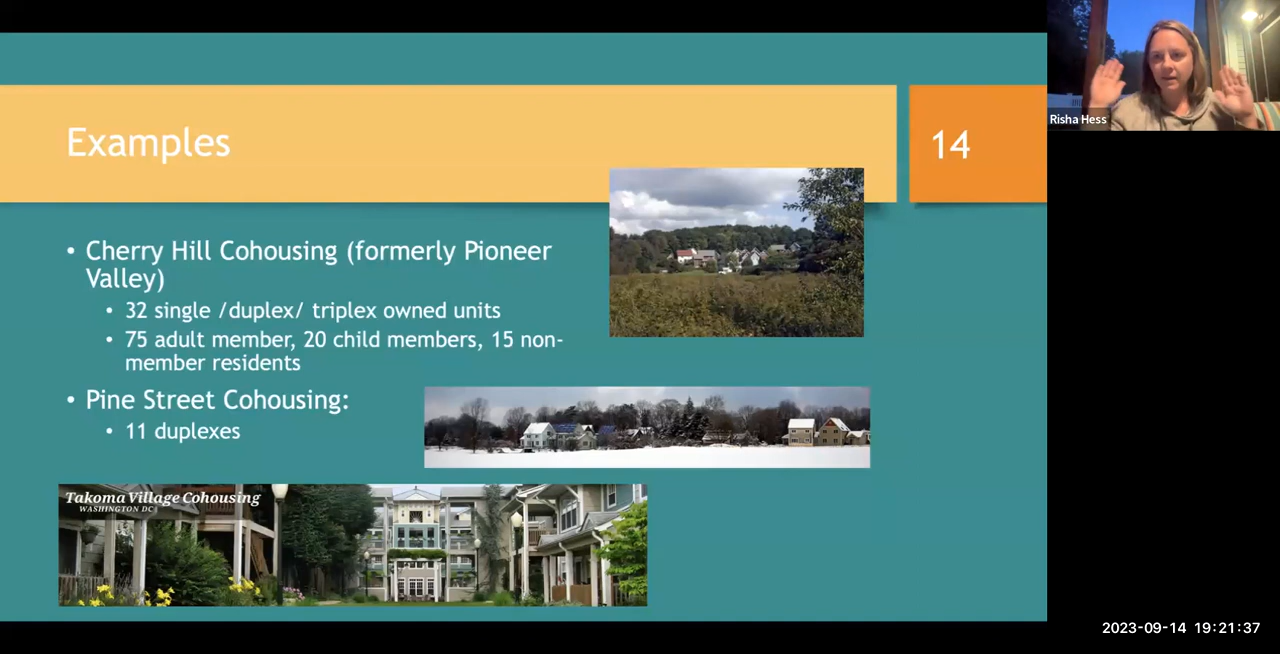 Examples
14
Risha Hess
• Cherry Hill Cohousing (formerly Pioneer
Valley)
• 32 single /duplex/ triplex owned units
• 75 adult member, 20 child members, 15 non-
member residents
• Pine Street Cohousing:
• 11 duplexes
Takoma Village Cohousing
WASHINGTON DC
2023-09-14 19:21:37